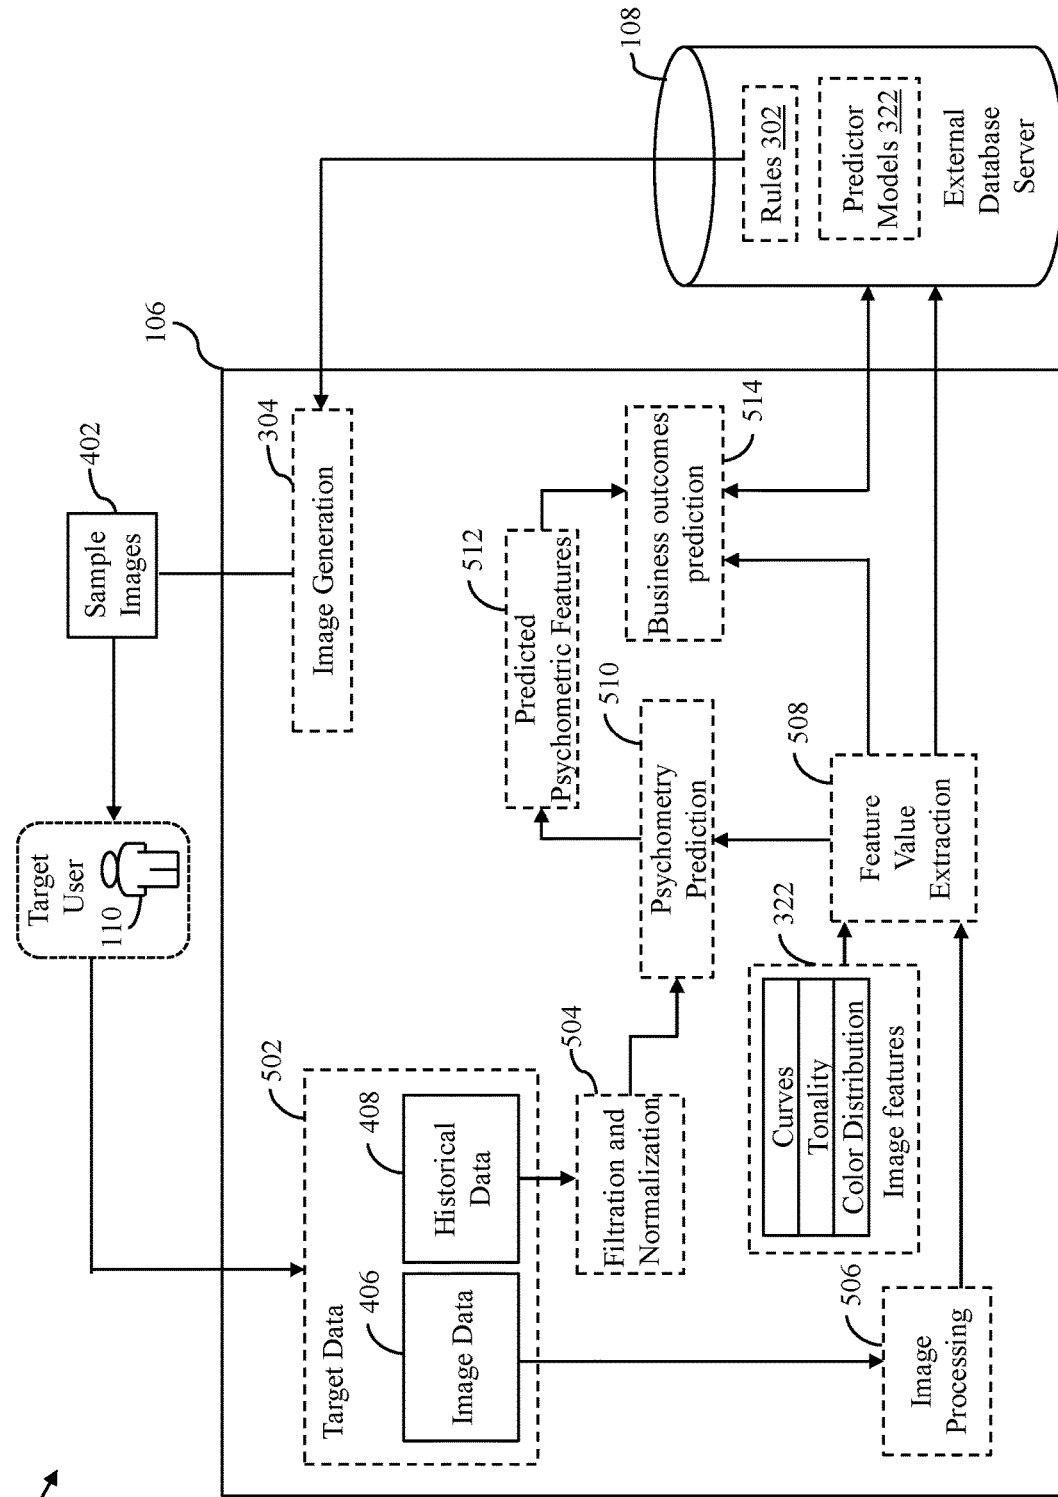 Target
User
110
Sample
Images
402
106
108
Target Data
502
Image Data
406
Historical
Data
408
Image Generation
304
Rules 302
Predictor
Models 322
External
Database
Server
Filtration and
Normalization
504
Predicted
Psychometric Features
512
Psychometry
Prediction
510
Business outcomes
prediction
514
Curves
Tonality
Color Distribution
Image features
322
Image
Processing
506
Feature
Value
Extraction
508